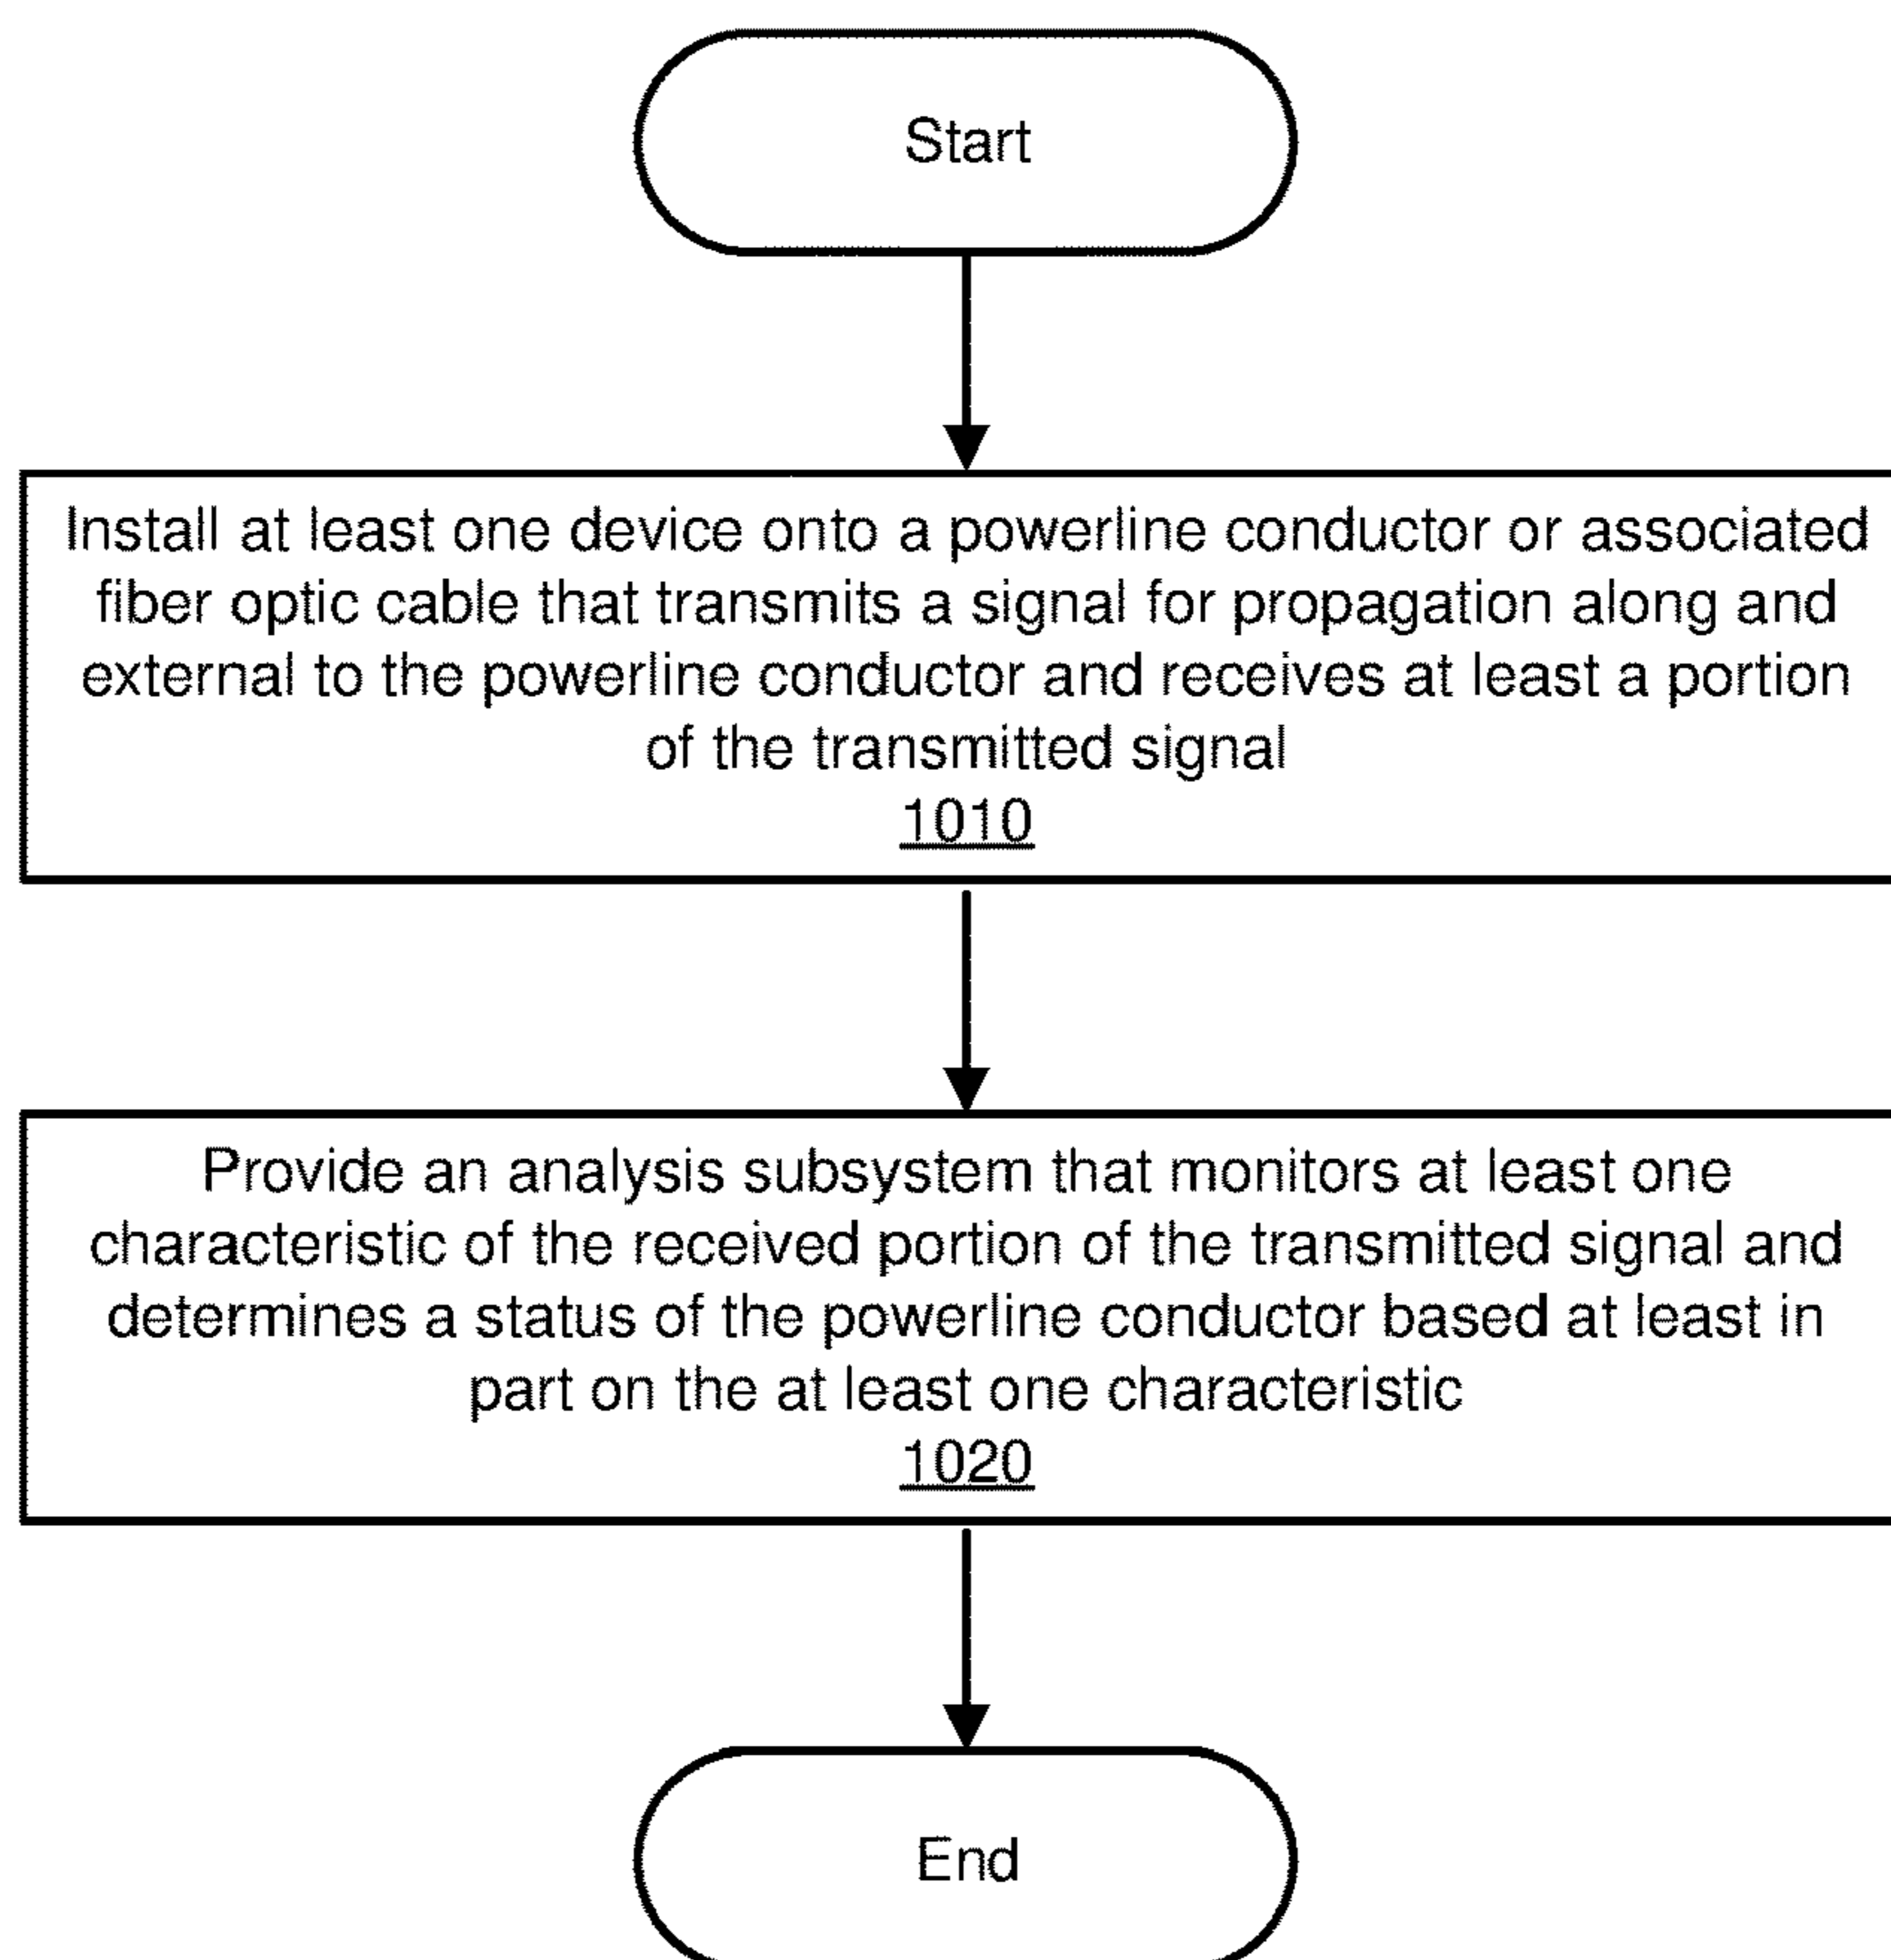 Start
Install at least one device onto a powerline conductor or associated
fiber optic cable that transmits a signal for propagation along and
external to the powerline conductor and receives at least a portion
of the transmitted signal
1010
Provide an analysis subsystem that monitors at least one
characteristic of the received portion of the transmitted signal and
determines a status of the powerline conductor based at least in
part on the at least one characteristic
1020
End